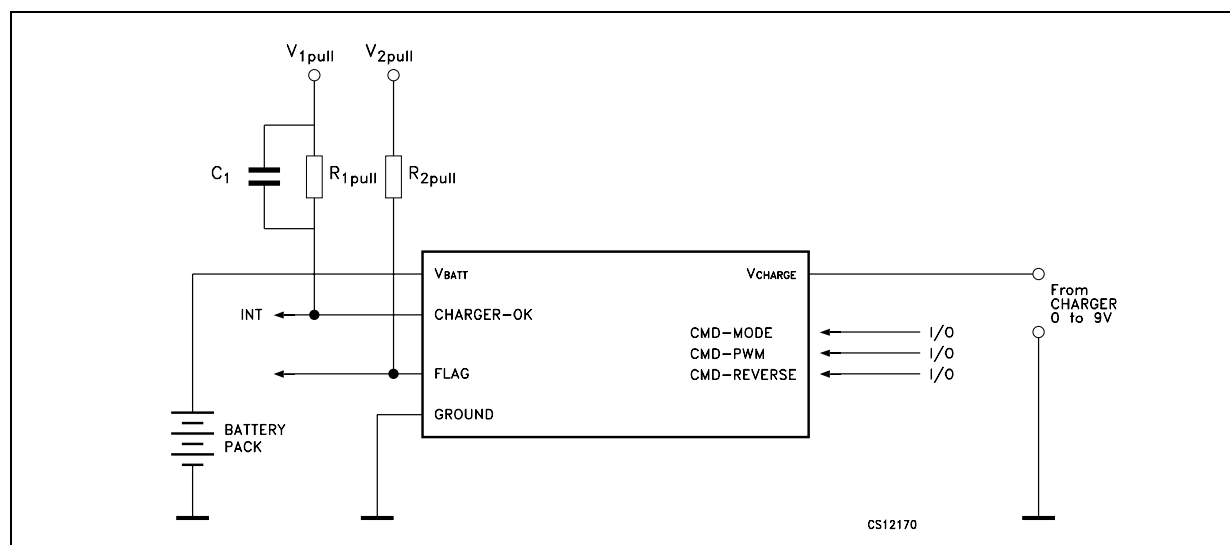 V1pull
V2pull
C1
R1pull
R2pull
VBATT
VCHARGE
INT
CHARGER-OK
From
CHARGER
0 to 9V
CMD-MODE
I/O
CMD-PWM
I/O
FLAG
CMD-REVERSE
I/O
GROUND
BATTERY
PACK
CS12170